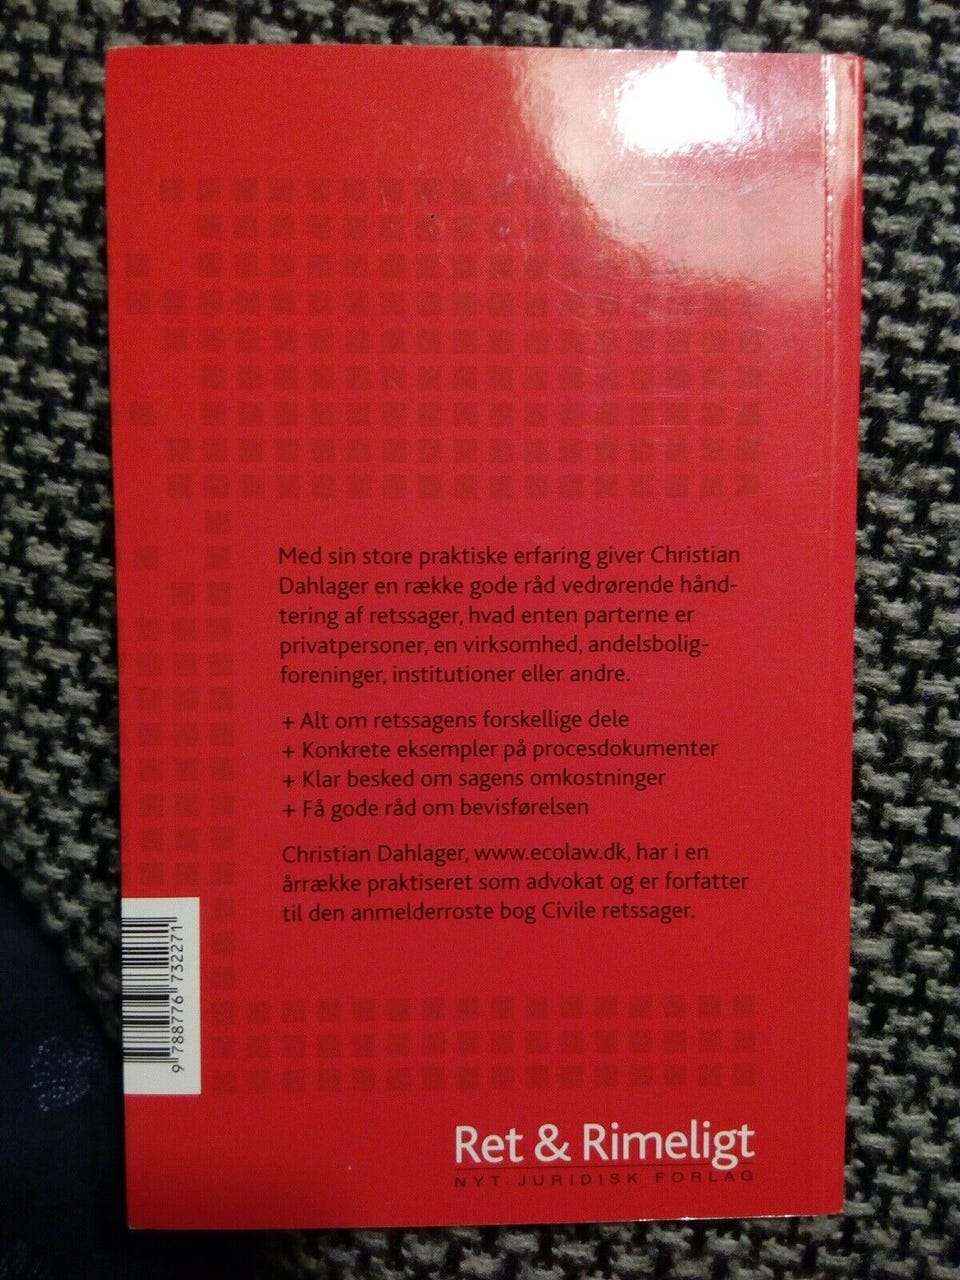 Med sin store praktiske erfaring giver Christian
Dahlager en række gode råd vedrørende hånd-
tering af retssager, hvad enten parterne er
privatpersoner, en virksomhed, andelsbolig-
foreninger, institutioner eller andre.
+ Alt om retssagens forskellige dele
+ Konkrete eksempler på procesdokumenter
+ Klar besked om sagens omkostninger
+ Få gode råd om bevisførelsen
Christian Dahlager, www.ecolaw.dk, har i en
årrække praktiseret som advokat og er forfatter
til den anmelderroste bog Civile retssager.
9 788776 732271
Ret & Rimeligt
NYT JURIDISK FORLAG